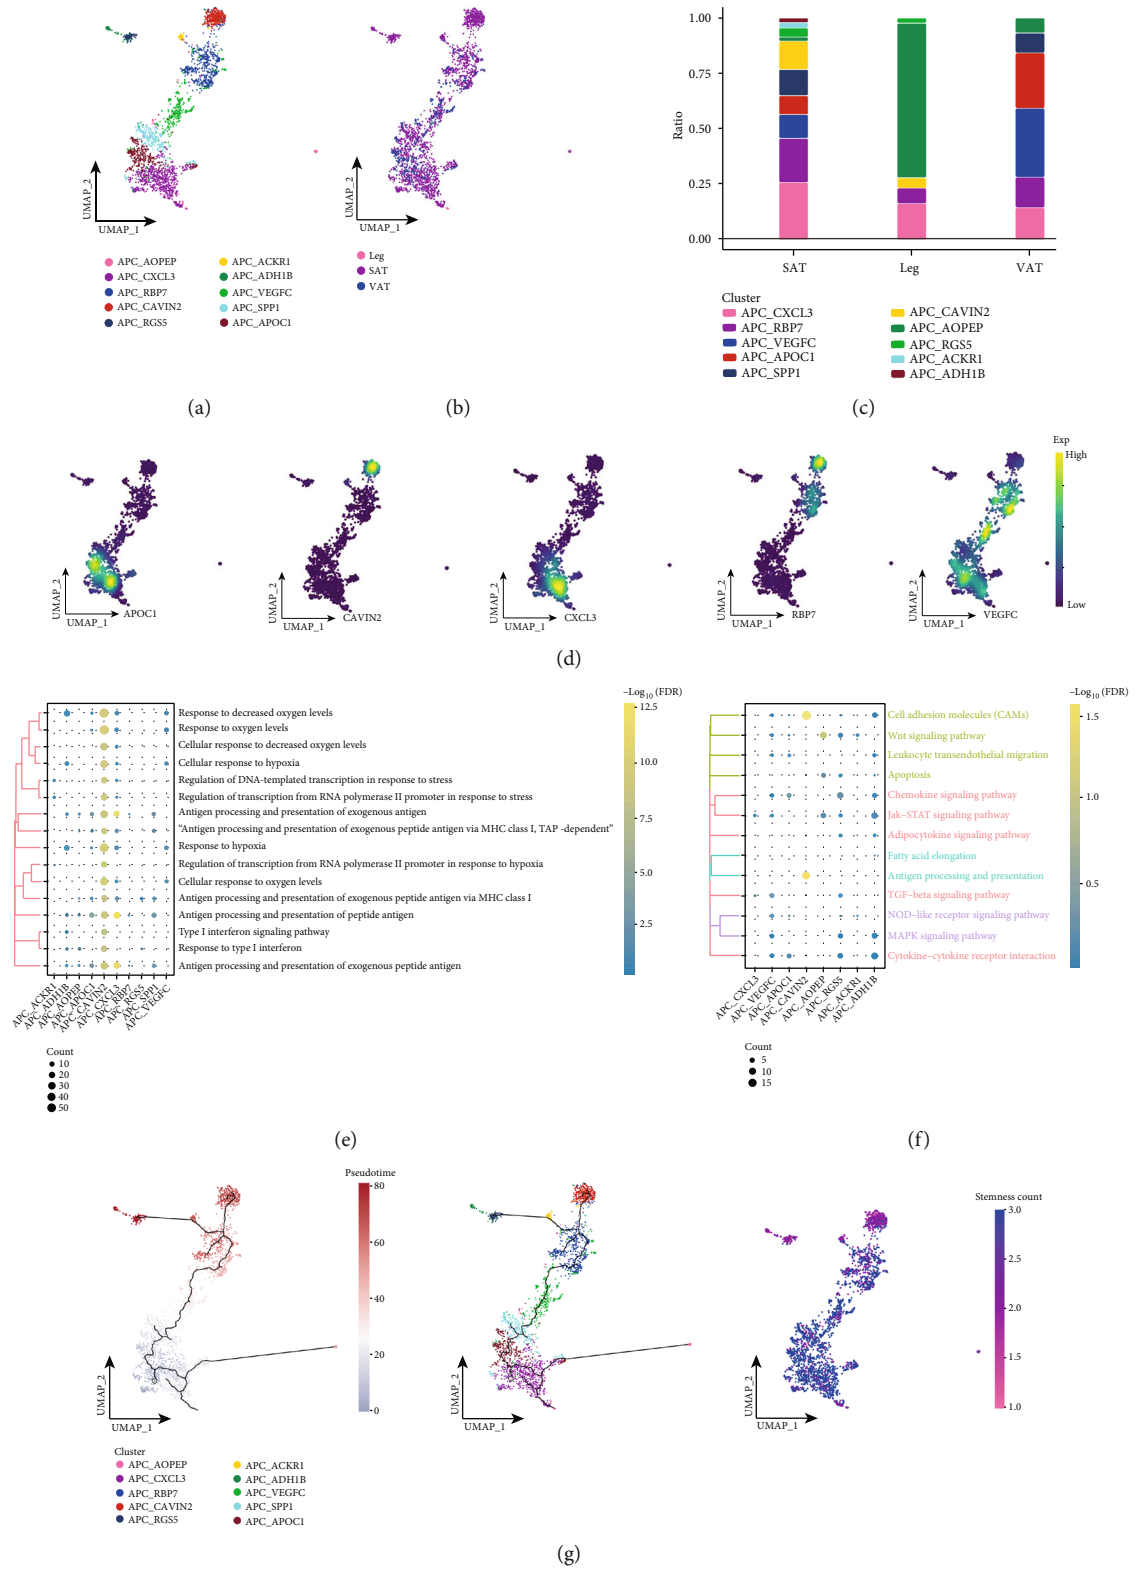 UMAP_2
UMAP_1
APC_AOPEP
APC_CXCL3
APC_RBP7
APC_CAVIN2
APC_RGS5
APC_ACKR1
APC_ADH1B
APC_VEGFC
APC_SPP1
APC_APOC1
(a)
UMAP_2
UMAP_1
Leg
SAT
VAT
(b)
Ratio
1.00
0.75
0.50
0.25
0.00
SAT
Leg
VAT
Cluster
APC_CXCL3
APC_RBP7
APC_VEGFC
APC_APOC1
APC_SPP1
APC_CAVIN2
APC_AOPEP
APC_RGS5
APC_ACKR1
APC_ADH1B
(c)
UMAP_2
UMAP_1
APOC1
UMAP_2
UMAP_1
CAVIN2
UMAP_2
UMAP_1
CXCL3
UMAP_2
UMAP_1
RBP7
UMAP_2
UMAP_1
VEGFC
Exp
High
Low
(d)
Response to decreased oxygen levels
Response to oxygen levels
Cellular response to decreased oxygen levels
Cellular response to hypoxia
Regulation of DNA-templated transcription in response to stress
Regulation of transcription from RNA polymerase II promoter in response to stress
Antigen processing and presentation of exogenous antigen
“Antigen processing and presentation of exogenous peptide antigen via MHC class I, TAP -dependent”
Response to hypoxia
Regulation of transcription from RNA polymerase II promoter in response to hypoxia
Cellular response to oxygen levels
Antigen processing and presentation of exogenous peptide antigen via MHC class I
Antigen processing and presentation of peptide antigen
Type I interferon signaling pathway
Response to type I interferon
Antigen processing and presentation of exogenous peptide antigen
APC_ACKR1
APC_ADH1B
APC_AOPEP
APC_APOC1
APC_CAVIN2
APC_CXCL3
APC_RBP7
APC_RGS5
APC_SPP1
APC_VEGFC
Count
10
20
30
40
50
–Log10 (FDR)
12.5
10.0
7.5
5.0
2.5
(e)
Cell adhesion molecules (CAMs)
Wnt signaling pathway
Leukocyte transendothelial migration
Apoptosis
Chemokine signaling pathway
Jak–STAT signaling pathway
Adipocytokine signaling pathway
Fatty acid elongation
Antigen processing and presentation
TGF–beta signaling pathway
NOD–like receptor signaling pathway
MAPK signaling pathway
Cytokine–cytokine receptor interaction
APC_CXCL3
APC_VEGFC
APC_APOC1
APC_CAVIN2
APC_AOPEP
APC_RGS5
APC_ACKR1
APC_ADH1B
Count
5
10
15
–Log10 (FDR)
1.5
1.0
0.5
(f)
Pseudotime
80
60
40
20
0
UMAP_2
UMAP_1
UMAP_2
UMAP_1
UMAP_2
UMAP_1
Stemness count
3.0
2.5
2.0
1.5
1.0
Cluster
APC_AOPEP
APC_CXCL3
APC_RBP7
APC_CAVIN2
APC_RGS5
APC_ACKR1
APC_ADH1B
APC_VEGFC
APC_SPP1
APC_APOC1
(g)